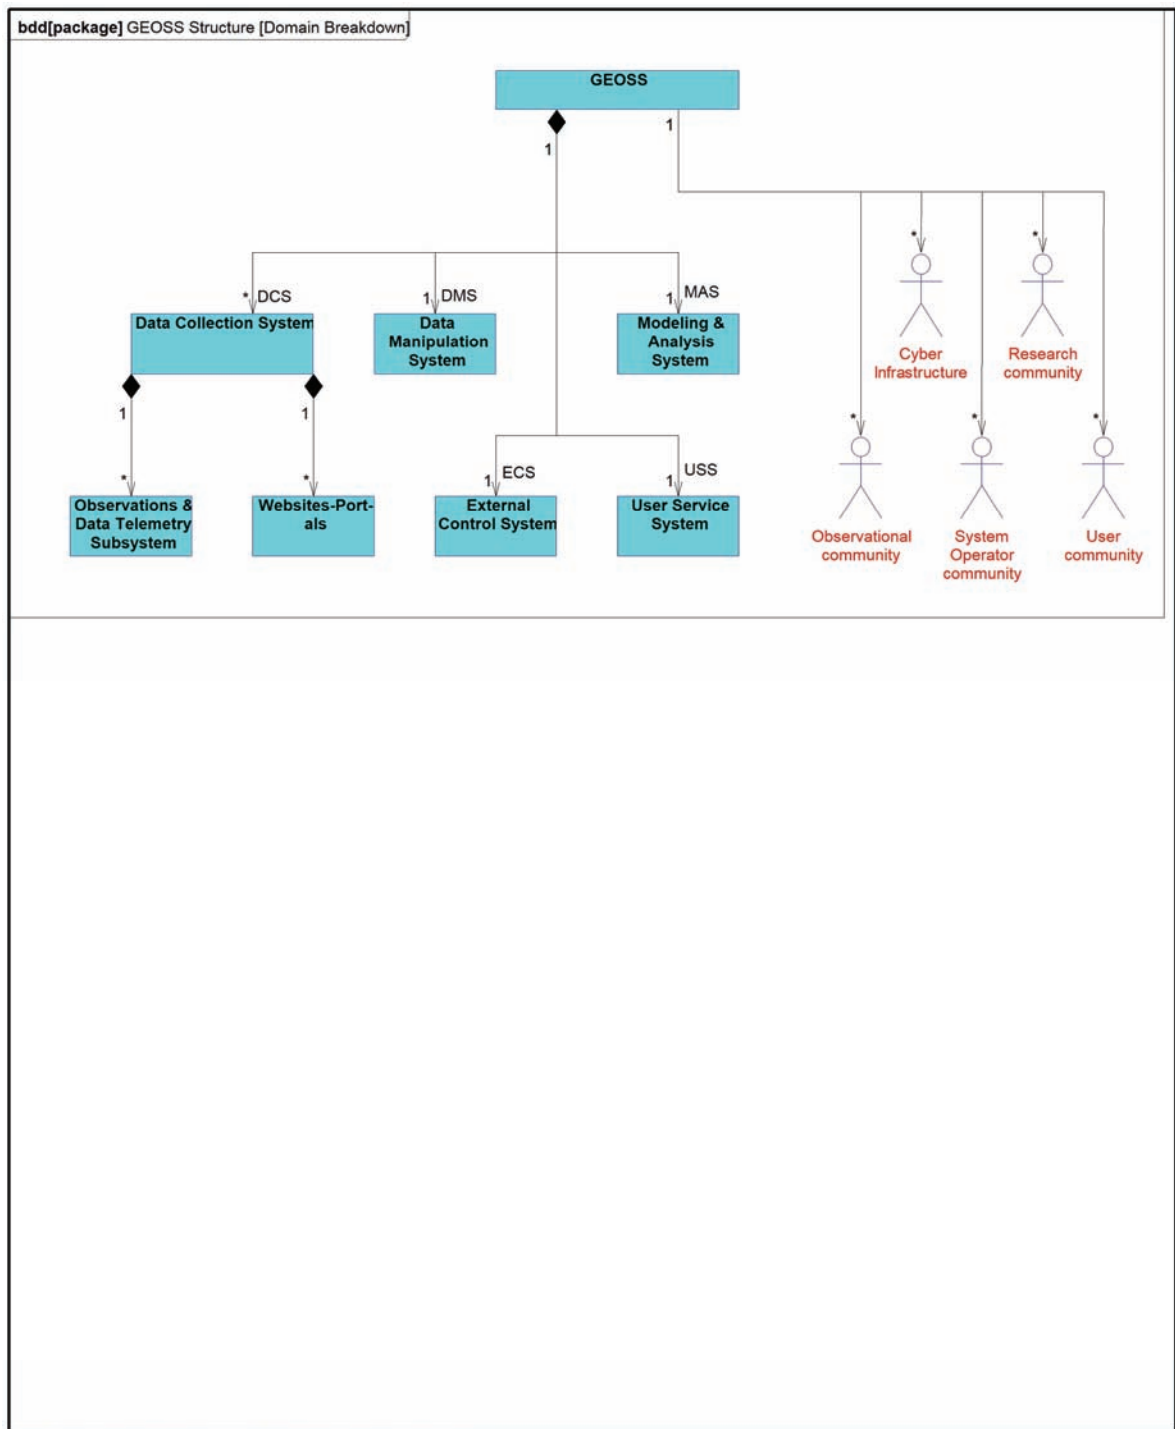 bdd[package] GEOSS Structure [Domain Breakdown]
GEOSS
1
1
* DCS
1 DMS
1 MAS
Data Collection System
Data
Manipulation
System
Modeling &
Analysis
System
1
1
*
*
Observations &
Data Telemetry
Subsystem
Websites-Port-
als
1 ECS
1 USS
External
Control System
User Service
System
*
*
Cyber
Infrastructure
Research
community
*
*
*
Observational
community
System
Operator
community
User
community